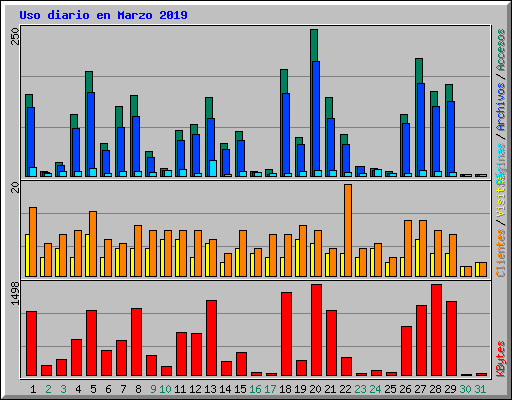 Uso diario en Marzo 2019
250
20
1498
Clientes / Visitas
Páginas / Archivos / Accesos
KBytes
1 2 3 4 5 6 7 8 9 10 11 12 13 14 15 16 17 18 19 20 21 22 23 24 25 26 27 28 29 30 31